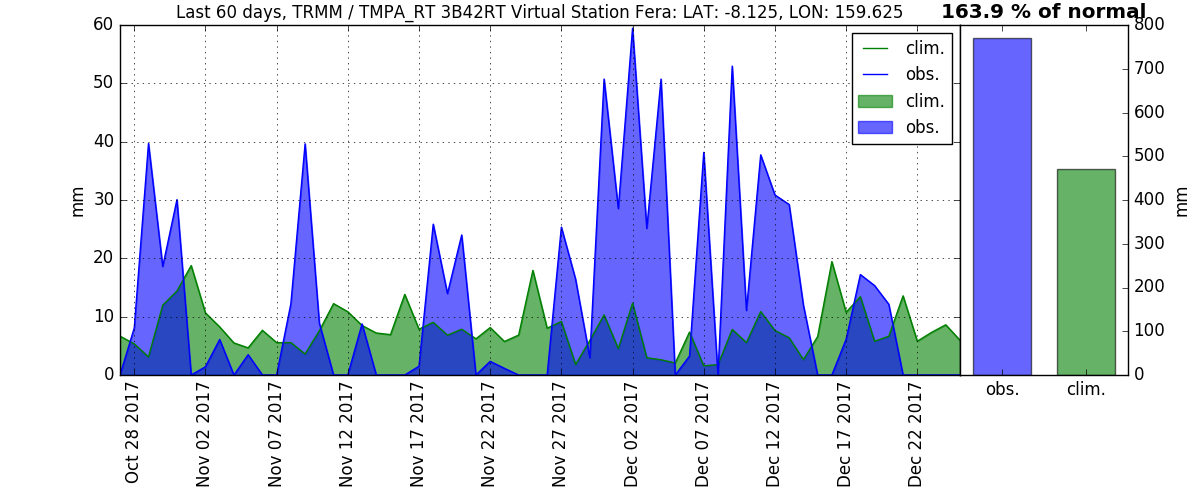 Last 60 days, TRMM / TMPA_RT 3B42RT Virtual Station Fera: LAT: -8.125, LON: 159.625
163.9 % of normal
60
50
40
30
20
10
0
mm
clim.
obs.
clim.
obs.
800
700
600
500
400
300
200
100
0
mm
obs.
clim.
Oct 28 2017
Nov 02 2017
Nov 07 2017
Nov 12 2017
Nov 17 2017
Nov 22 2017
Nov 27 2017
Dec 02 2017
Dec 07 2017
Dec 12 2017
Dec 17 2017
Dec 22 2017